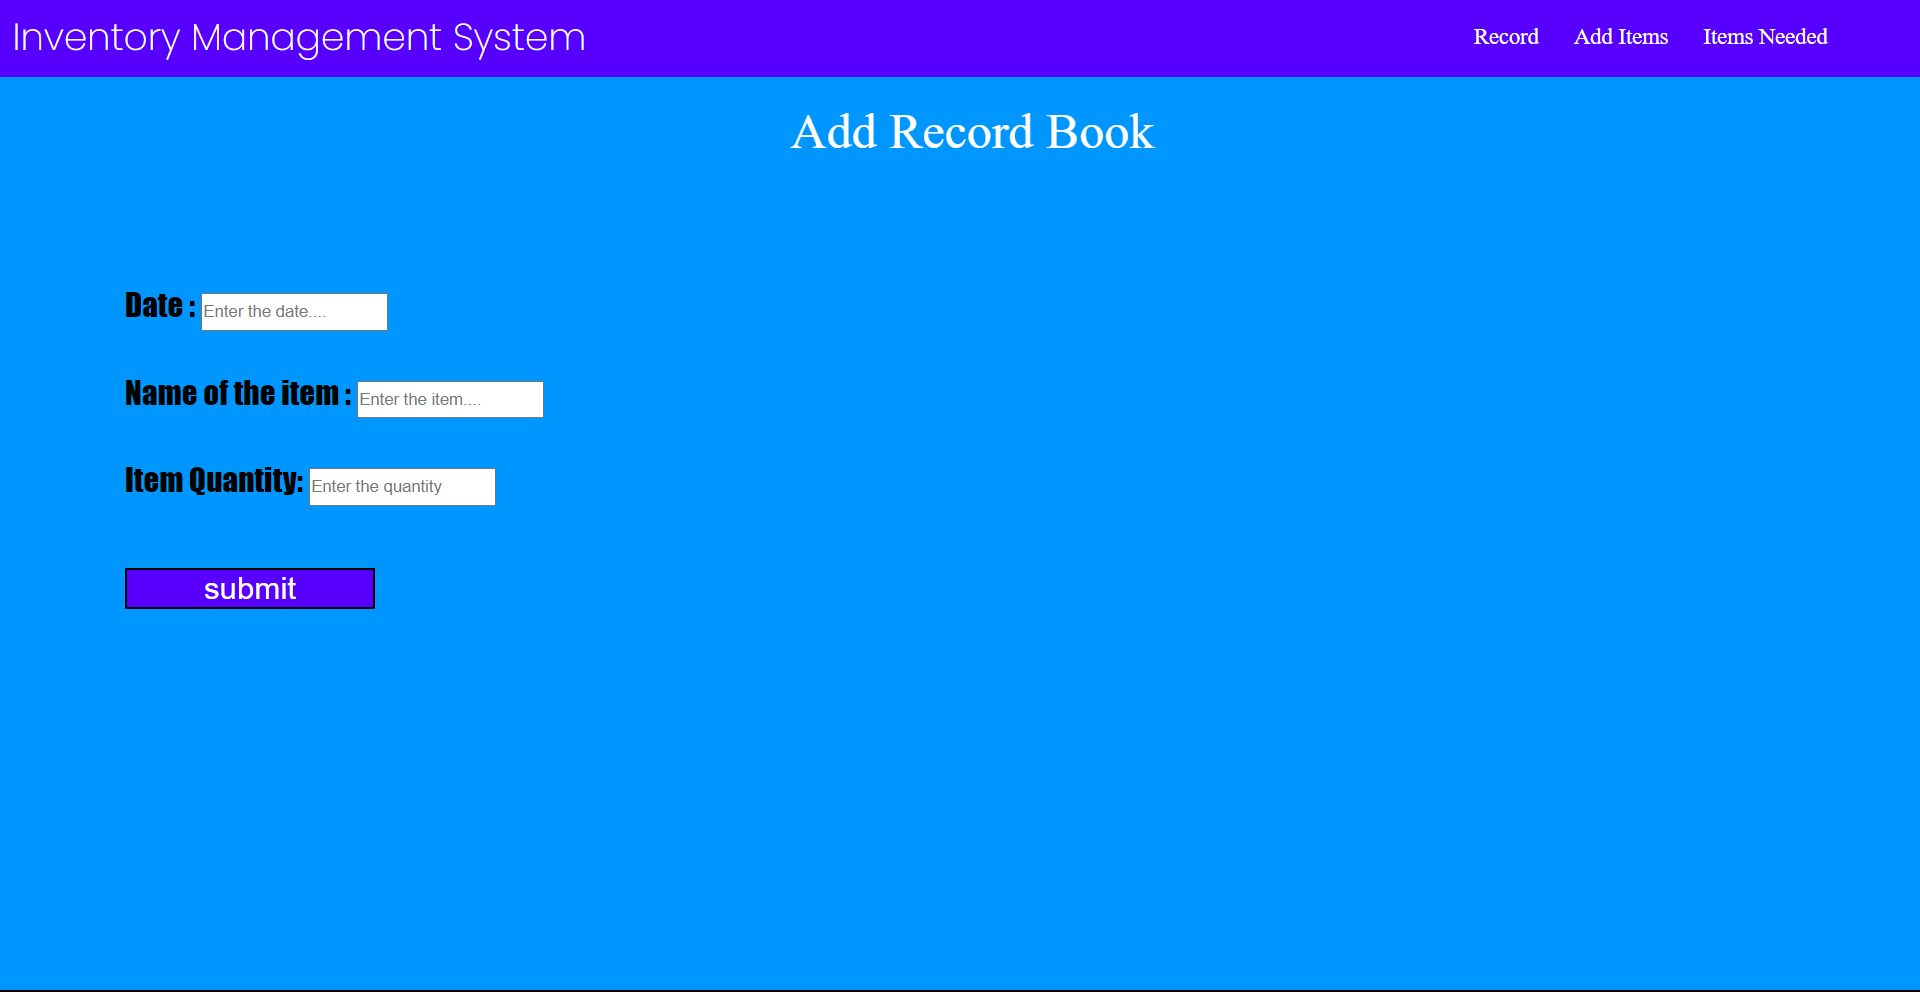 Inventory Management System
Record Add Items Items Needed
Add Record Book
Date : Enter the date....
Name of the item : Enter the item....
Item Quantity: Enter the quantity
submit